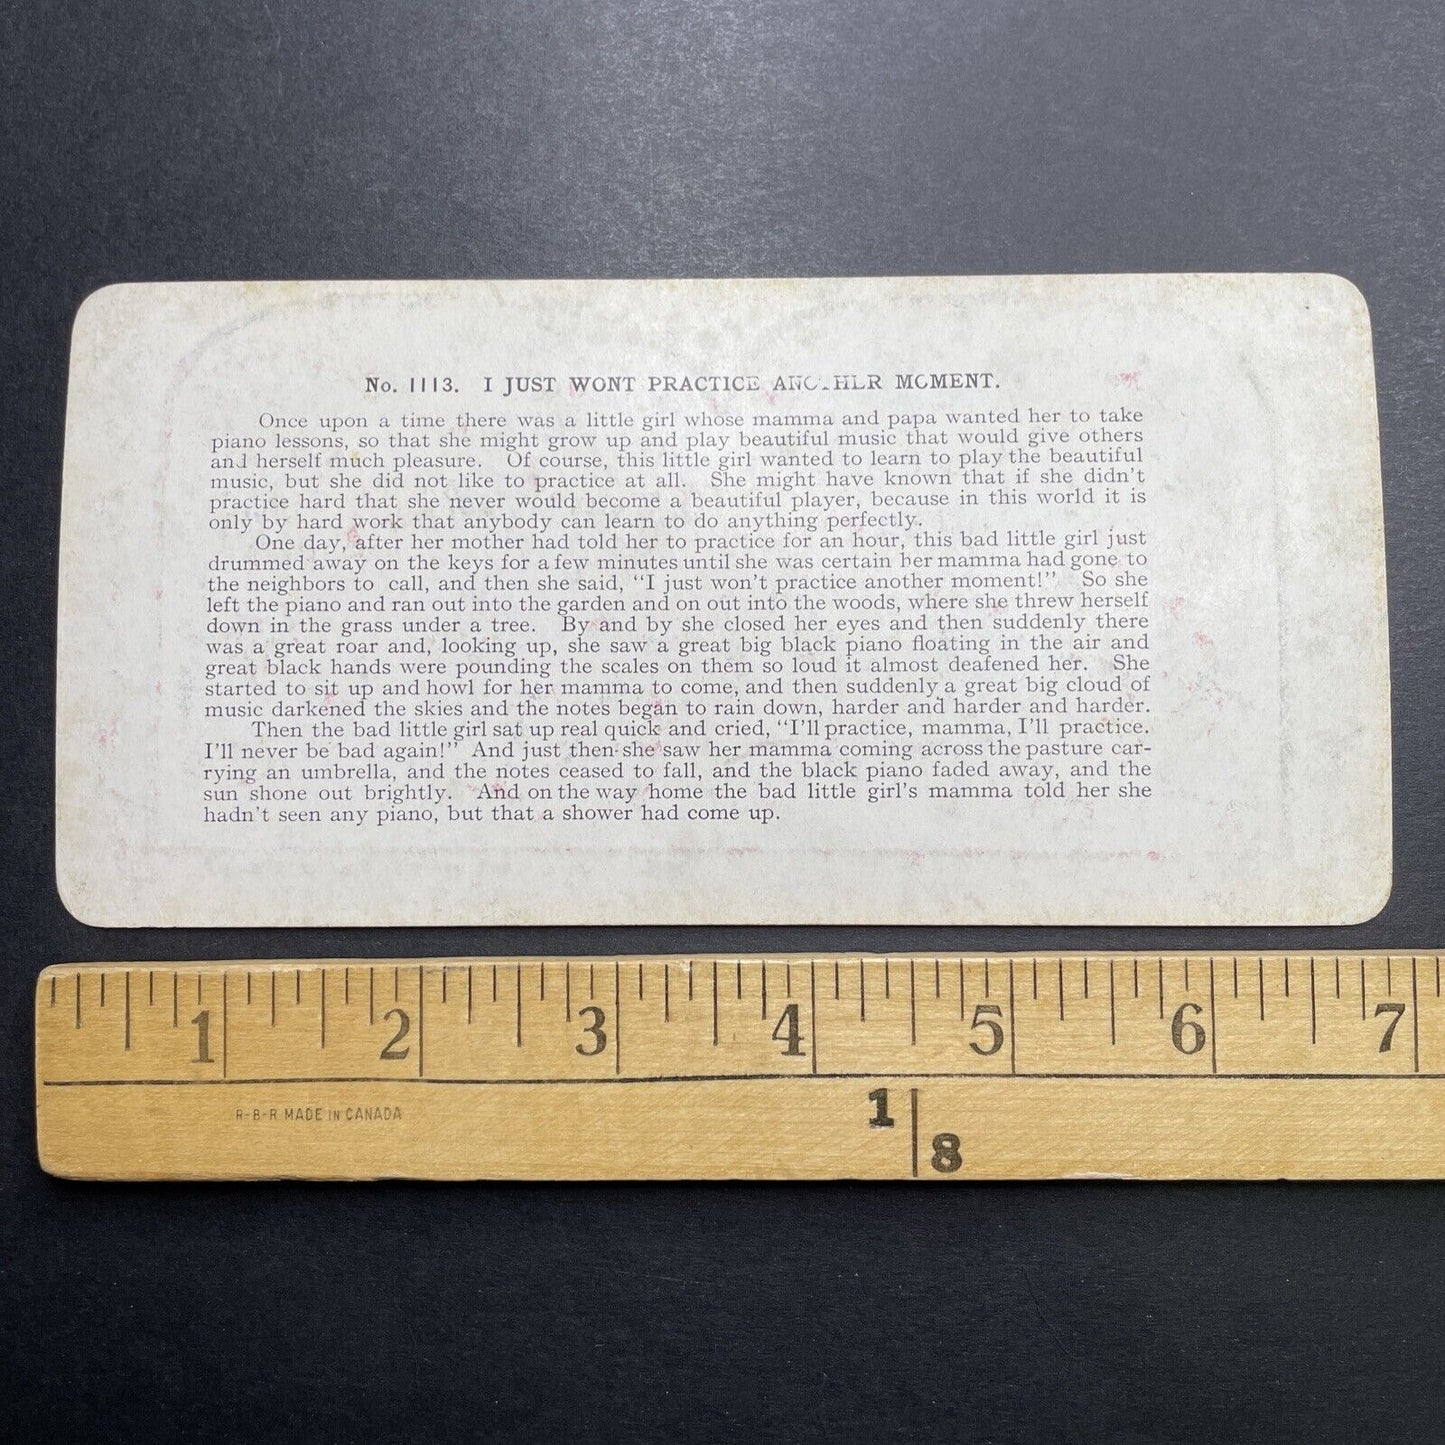 No. 1113. I JUST WONT PRACTICE ANOTHER MOMENT.
Once upon a time there was a little girl whose mamma and papa wanted her to take
piano lessons, so that she might grow up and play beautiful music that would give others
and herself much pleasure. Of course, this little girl wanted to learn to play the beautiful
music, but she did not like to practice at all. She might have known that if she didn't
practice hard that she never would become a beautiful player, because in this world it is
only by hard work that anybody can learn to do anything perfectly.
One day, after her mother had told her to practice for an hour, this bad little girl just
drummed away on the keys for a few minutes until she was certain her mamma had gone to
the neighbors to call, and then she said, "I just won't practice another moment!" So she
left the piano and ran out into the garden and on out into the woods, where she threw herself
down in the grass under a tree. By and by she closed her eyes and then suddenly there
was a great roar and, looking up, she saw a great big black piano floating in the air and
great black hands were pounding the scales on them so loud it almost deafened her. She
started to sit up and howl for her mamma to come, and then suddenly a great big cloud of
music darkened the skies and the notes began to rain down, harder and harder and harder.
Then the bad little girl sat up real quick and cried, "I'll practice, mamma, I'll practice.
I'll never be bad again!" And just then she saw her mamma coming across the pasture car-
rying an umbrella, and the notes ceased to fall, and the black piano faded away, and the
sun shone out brightly. And on the way home the bad little girl's mamma told her she
hadn't seen any piano, but that a shower had come up.
1 2 3 4 5 6 7
R-B-R MADE IN CANADA
1 8